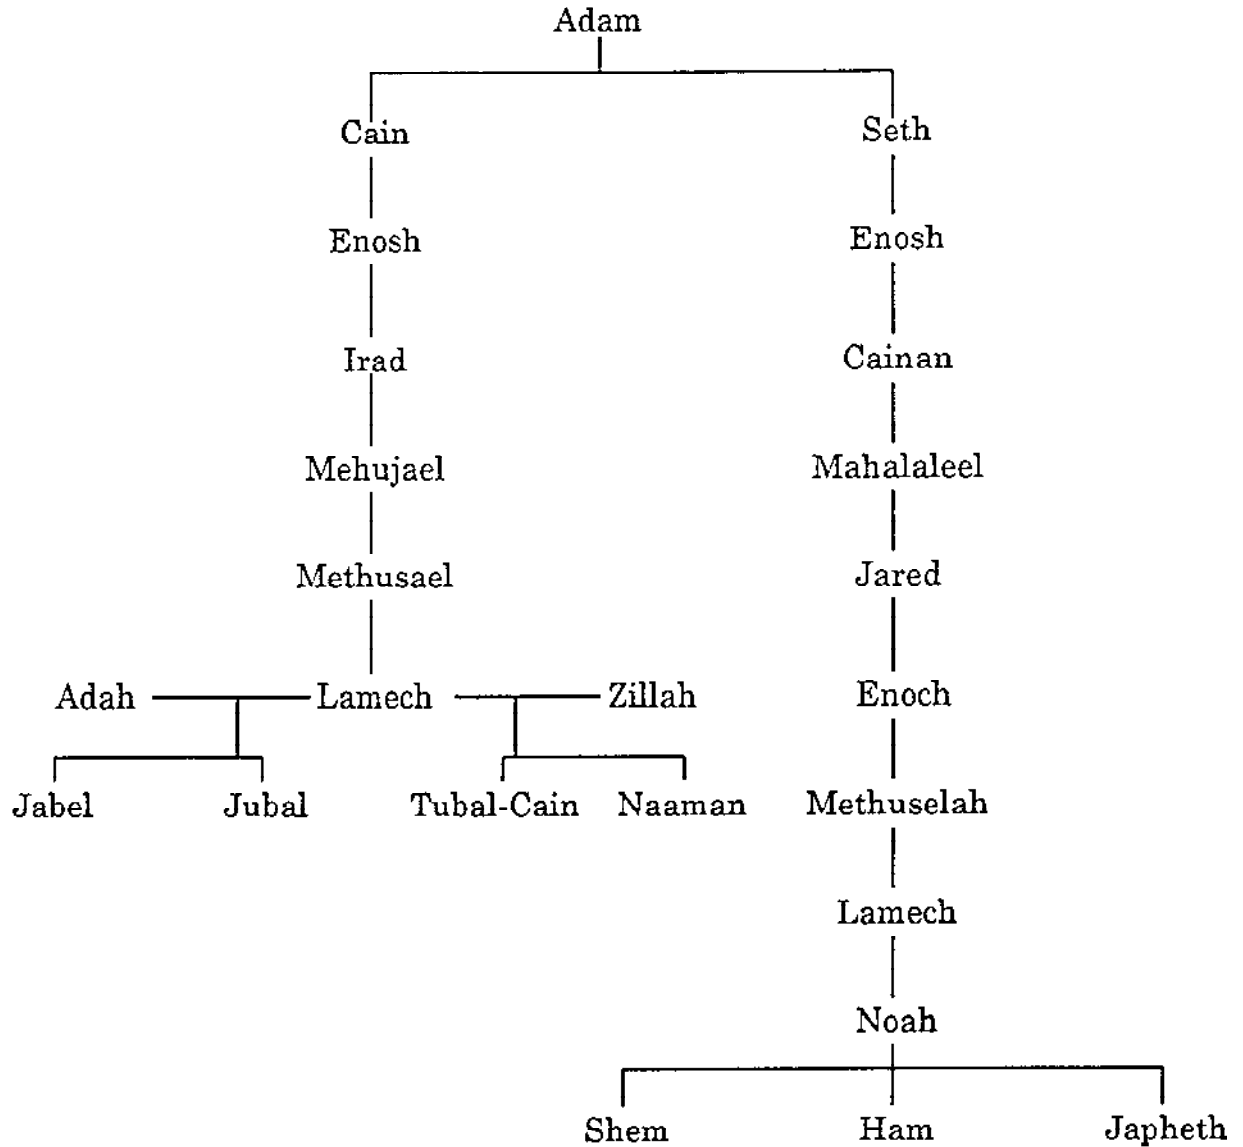 Adam
Cain Seth
Enosh Enosh
Irad Cainan
Mehujael Mahalaleel
Methusael Jared
Adah Lamech Zillah Enoch
Jabel Jubal Tubal-Cain Naaman Methuselah
Lamech
Noah
Shem Ham Japheth